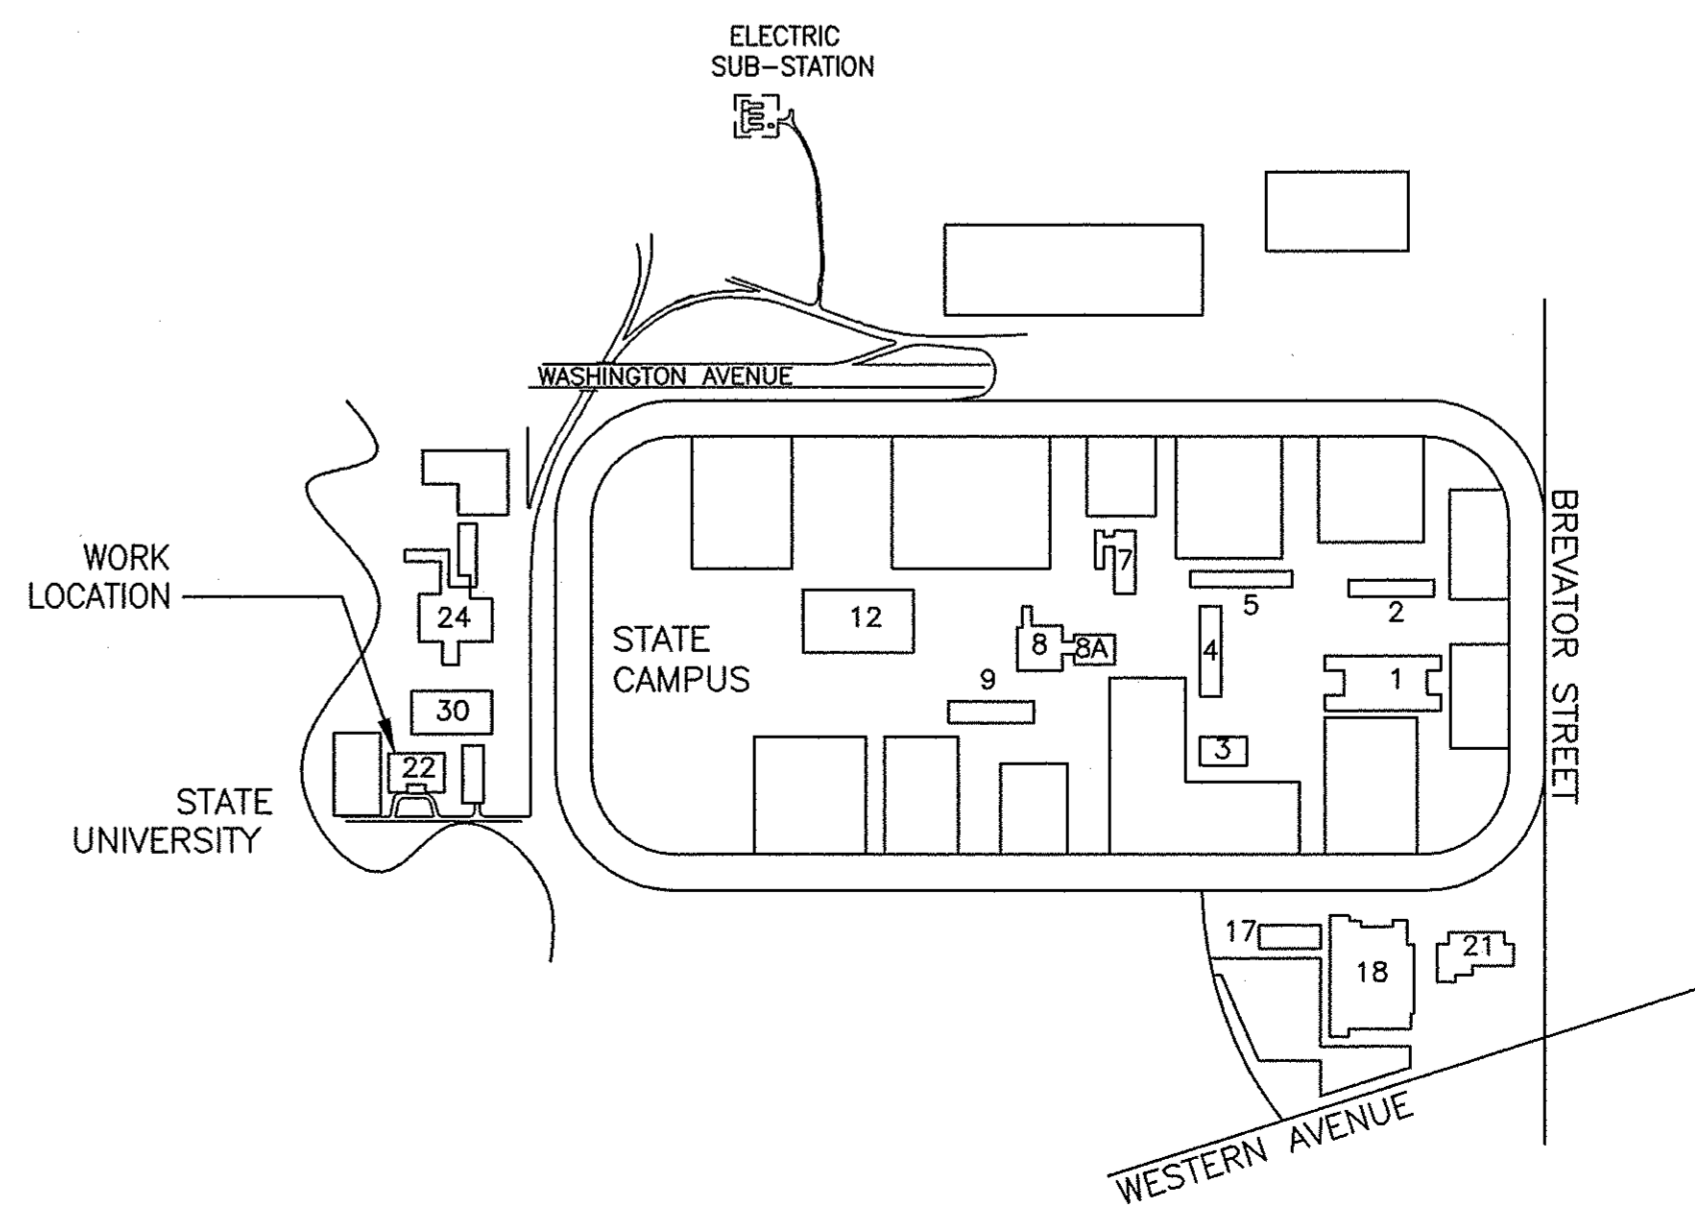 ELECTRIC
SUB-STATION
WASHINGTON AVENUE
WORK
LOCATION
24
30
22
STATE
UNIVERSITY
STATE
CAMPUS
12
7
8
8A
9
5
4
2
1
3
BREVATOR STREET
17
18
21
WESTERN AVENUE